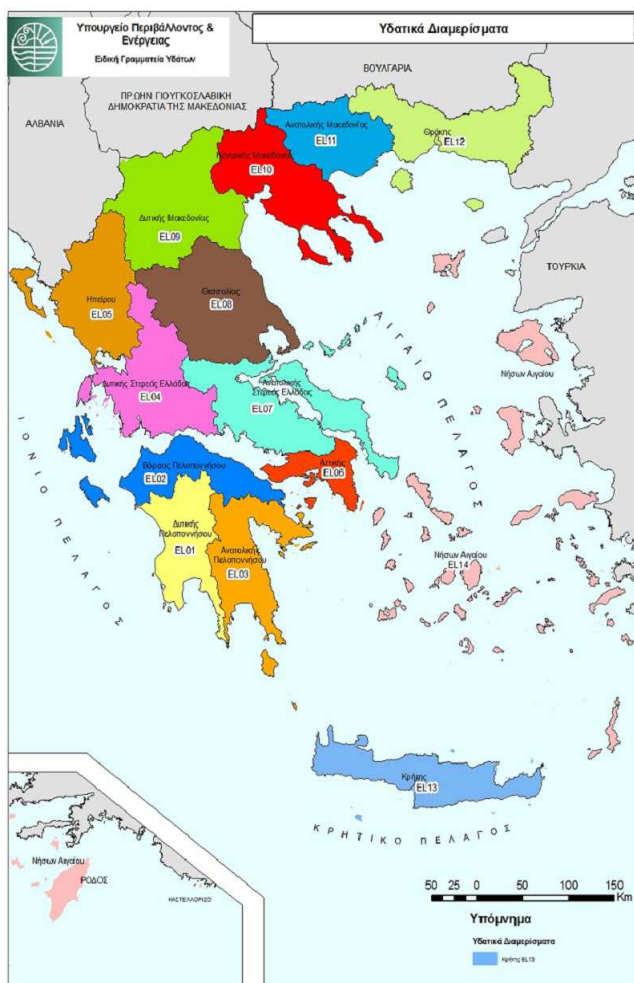 Υπουργείο Περιβάλλοντος &
Ενέργειας
Ειδική Γραμματεία Υδάτων
Υδατικά Διαμερίσματα
ΒΟΥΛΓΑΡΙΑ
ΠΡΩΗΝ ΓΙΟΥΓΚΟΣΛΑΒΙΚΗ
ΔΗΜΟΚΡΑΤΙΑ ΤΗΣ ΜΑΚΕΔΟΝΙΑΣ
ΑΛΒΑΝΙΑ
Ανατολικής Μακεδονίας
EL11
Θράκης
EL12
Κεντρικής Μακεδονίας
EL10
Δυτικής Μακεδονίας
EL09
ΤΟΥΡΚΙΑ
Ηπείρου
EL05
Θεσσαλίας
EL08
ΑΙΓΑΙΟ ΠΕΛΑΓΟΣ
Νήσων Αιγαίου
Δυτικής Στερεάς Ελλάδας
EL04
Ανατολικής
Στερεάς Ελλάδας
EL07
ΙΟΝΙΟ ΠΕΛΑΓΟΣ
Βόρειας Πελοποννήσου
EL02
Αττικής
EL06
Δυτικής
Πελοποννήσου
EL01
Ανατολικής
Πελοποννήσου
EL03
Νήσων Αιγαίου
EL14
Κρήτης
EL13
ΚΡΗΤΙΚΟ ΠΕΛΑΓΟΣ
Νήσων Αιγαίου
ΡΟΔΟΣ
ΚΑΣΤΕΛΛΟΡΙΖΟ
50 25 0 50 100 150
Km
Υπόμνημα
Υδατικά Διαμερίσματα
Κρήτης EL13